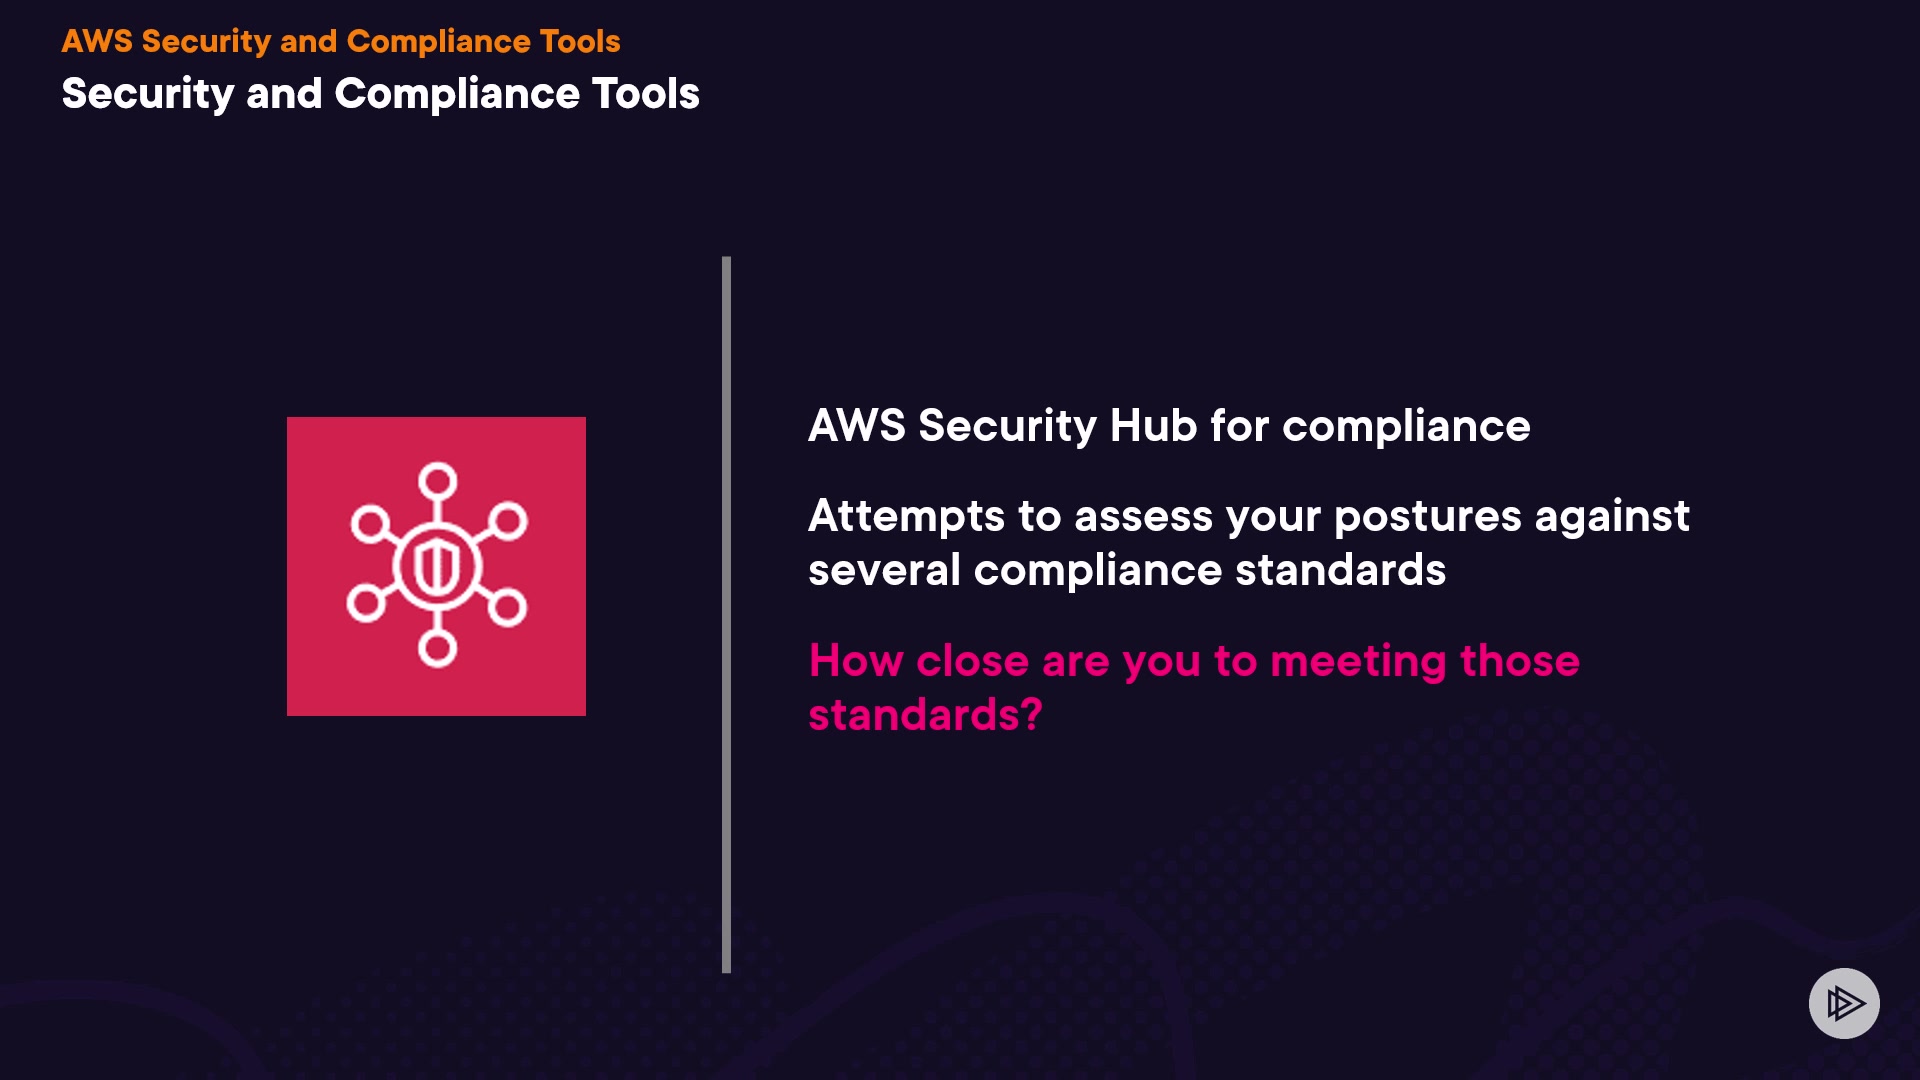 AWS Security and Compliance Tools
Security and Compliance Tools
AWS Security Hub for compliance
Attempts to assess your postures against
several compliance standards
How close are you to meeting those
standards?